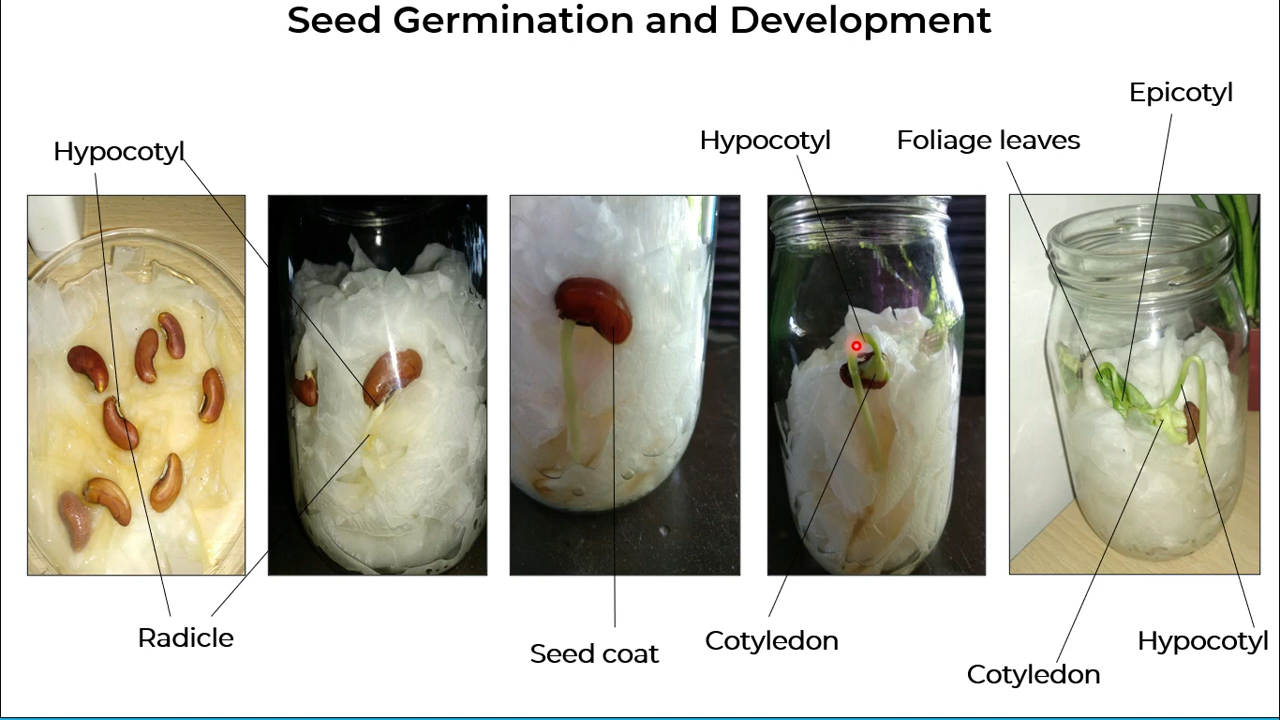 Seed Germination and Development
Epicotyl
Hypocotyl
Hypocotyl
Foliage leaves
Radicle
Seed coat
Cotyledon
Hypocotyl
Cotyledon